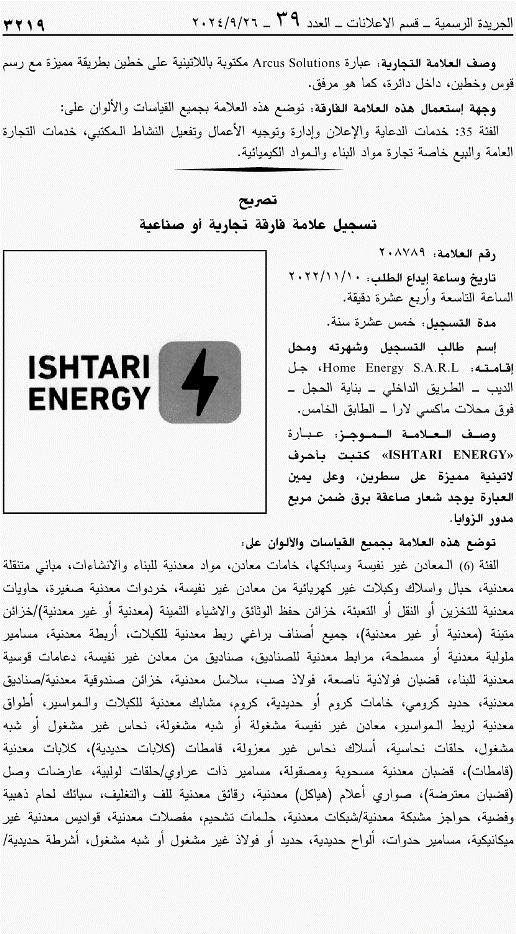 الجريدة الرسمية ــ قسم الاعلانات ــ العدد ٣٩ ــ ٢٠٢٤/٩/٢٦
٣٢١٩
وصف العلامة التجارية: عبارة Arcus Solutions مكتوبة باللاتينية على خطين بطريقة مميزة مع رسم
قوس وخطين، داخل دائرة، كما هو مرفق.
وجهة إستعمال هذه العلامة الفارقة: توضع هذه العلامة بجميع القياسات والألوان على:
الفئة 35: خدمات الدعاية والإعلان وإدارة وتوجيه الأعمال وتفعيل النشاط المكتبي، خدمات التجارة
العامة والبيع خاصة تجارة مواد البناء والمواد الكيميائية.
تصريح
تسجيل علامة فارقة تجارية أو صناعية
رقم العلامة: ٢٠٨٧٨٩
تاريخ وساعة إيداع الطلب: ٢٠٢٢/١١/١٠
الساعة التاسعة وأربع عشرة دقيقة.
مدة التسجيل: خمس عشرة سنة.
إسم طالب التسجيل وشهرته ومحل
إقامته: Home Energy S.A.R.L، جل
الديب ــ الطريق الداخلي ــ بناية الحجل ــ
فوق محلات ماكسي لارا ــ الطابق الخامس.
وصف العلامة الموجز: عبارة
«ISHTARI ENERGY» كتبت بأحرف
لاتينية مميزة على سطرين، وعلى يمين
العبارة يوجد شعار صاعقة برق ضمن مربع
مدور الزوايا.
ISHTARI
ENERGY
توضع هذه العلامة بجميع القياسات والألوان على:
الفئة (6) المعادن غير نفيسة وسبائكها، خامات معادن، مواد معدنية للبناء والانشاءات، مباني متنقلة
معدنية، حبال واسلاك وكبلات غير كهربائية من معادن غير نفيسة، خردوات معدنية صغيرة، حاويات
معدنية للتخزين أو النقل أو التعبئة، خزائن حفظ الوثائق والاشياء الثمينة (معدنية أو غير معدنية)/خزائن
متينة (معدنية أو غير معدنية)، جميع أصناف براغي ربط معدنية للكبلات، أربطة معدنية، مسامير
ملولبة معدنية أو مسطحة، مرابط معدنية للصناديق، صناديق من معادن غير نفيسة، دعامات قوسية
معدنية للبناء، قضبان فولاذية ناصعة، فولاذ صب، سلاسل معدنية، خزائن صندوقية معدنية/صناديق
معدنية، حديد كرومي، خامات كروم أو حديدية، كروم، مشابك معدنية للكبلات والمواسير، أطواق
معدنية لربط المواسير، معادن غير نفيسة مشغولة أو شبه مشغولة، نحاس غير مشغول أو شبه
مشغول، حلقات نحاسية، أسلاك نحاس غير معزولة، قامطات (كلابات حديدية)، كلابات معدنية
(قامطات)، قضبان معدنية مسحوبة ومصقولة، مسامير ذات عراوي/حلقات لولبية، عارضات وصل
(قضبان معترضة)، صواري أعلام (هياكل) معدنية، رقائق معدنية للف والتغليف، سبائك لحام ذهبية
وفضية، حواجز مشبكة معدنية/شبكات معدنية، حلمات تشحيم، مفصلات معدنية، قواديس معدنية غير
ميكانيكية، مسامير حدوات، ألواح حديدية، حديد أو فولاذ غير مشغول أو شبه مشغول، أشرطة حديدية/